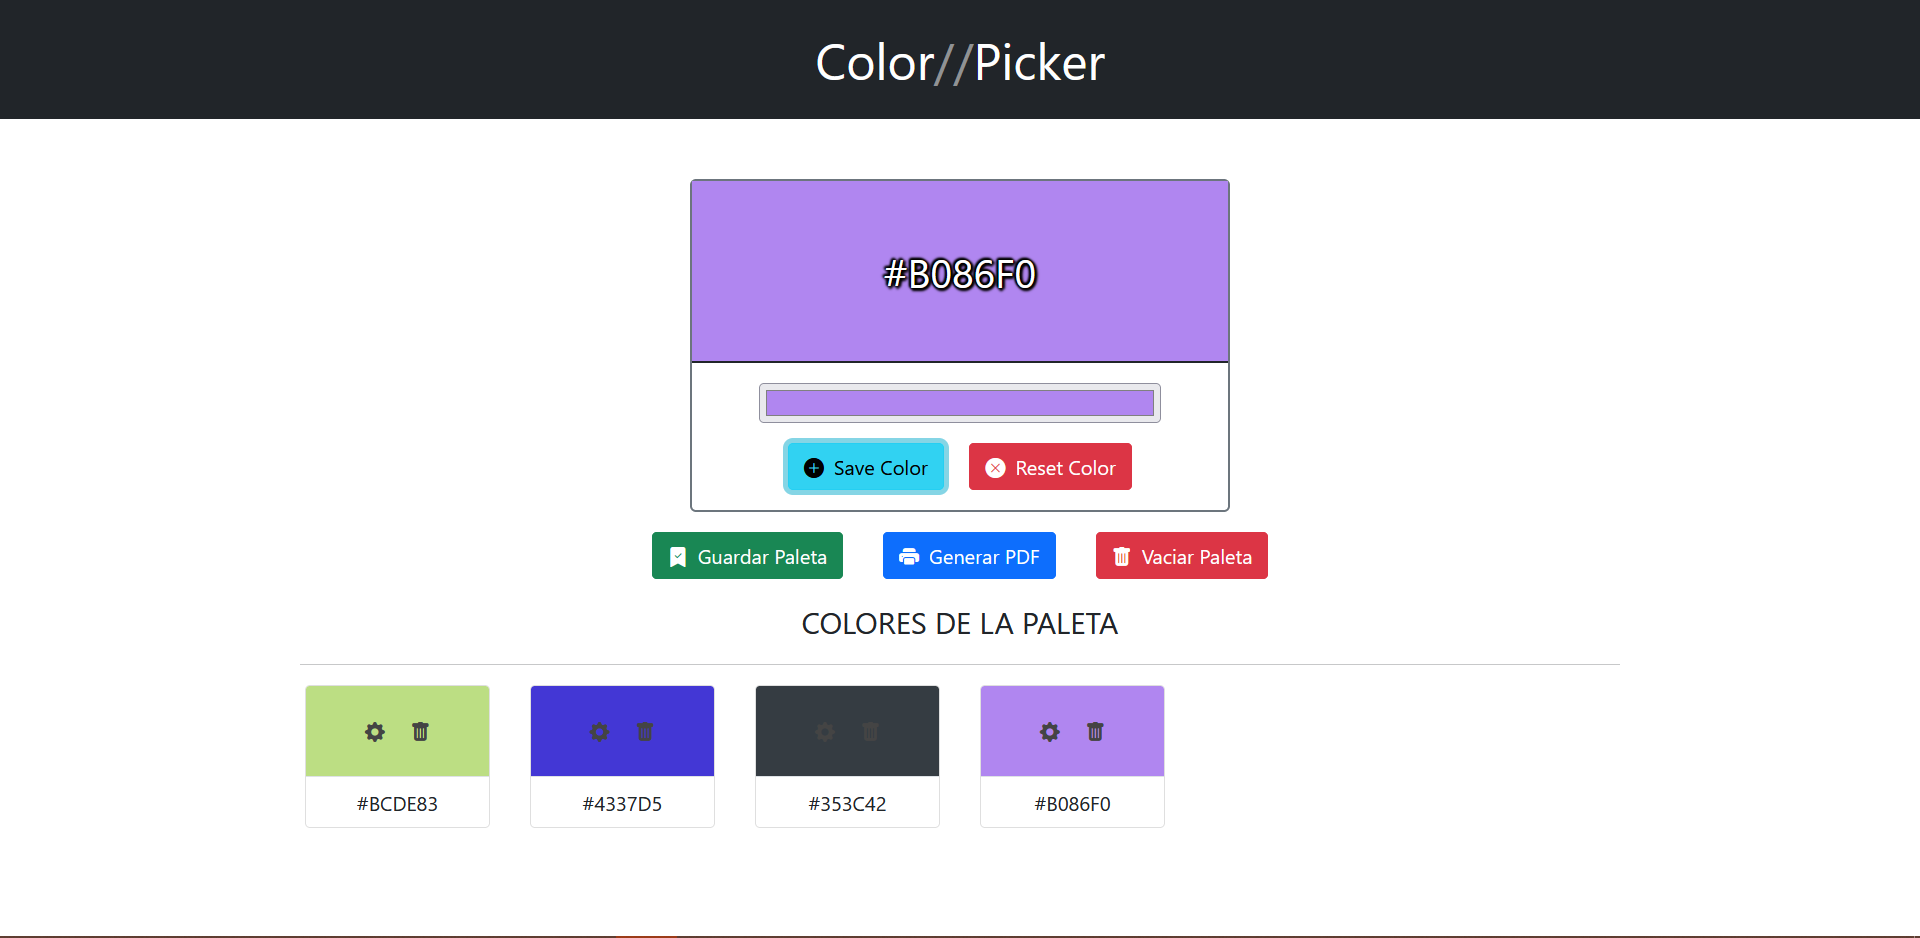 Color//Picker
#B086F0
Save Color
Reset Color
Guardar Paleta
Generar PDF
Vaciar Paleta
COLORES DE LA PALETA
#BCDE83
#4337D5
#353C42
#B086F0